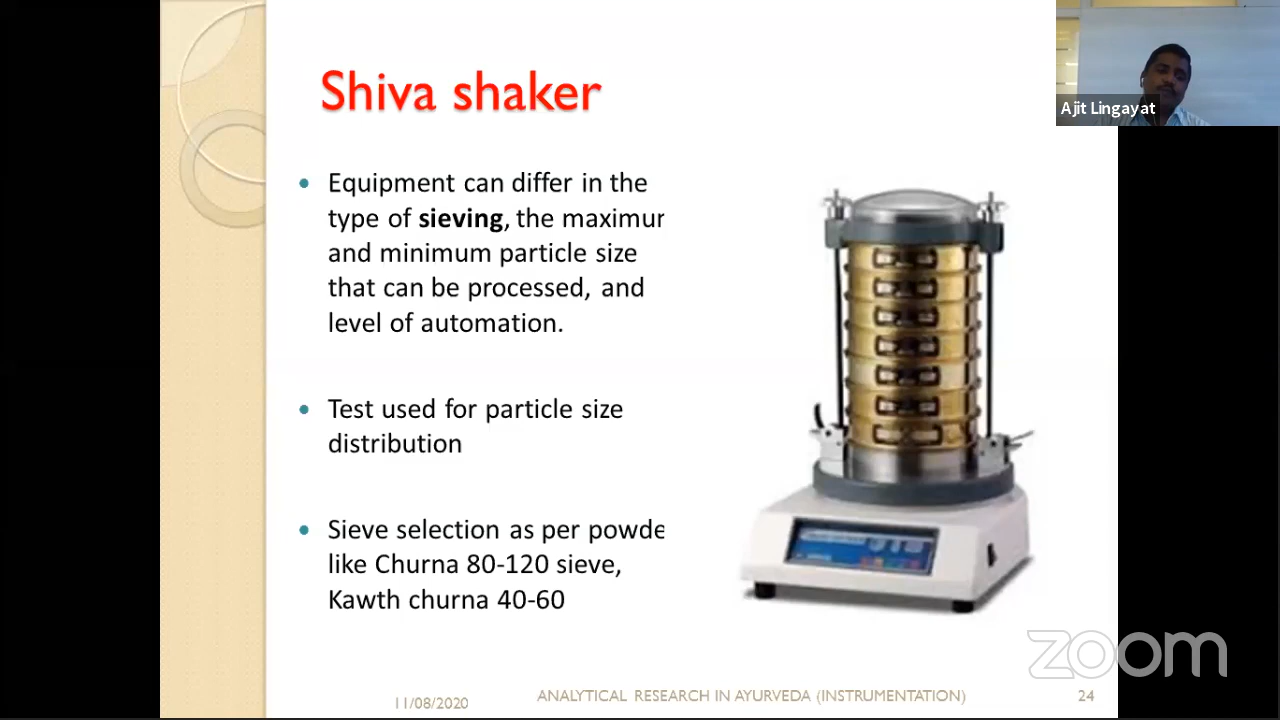 Shiva shaker
Ajit Lingayat
• Equipment can differ in the
type of sieving, the maximur
and minimum particle size
that can be processed, and
level of automation.
• Test used for particle size
distribution
• Sieve selection as per powde
like Churna 80-120 sieve,
Kawth churna 40-60
zoom
11/08/2020
ANALYTICAL RESEARCH IN AYURVEDA (INSTRUMENTATION)
24